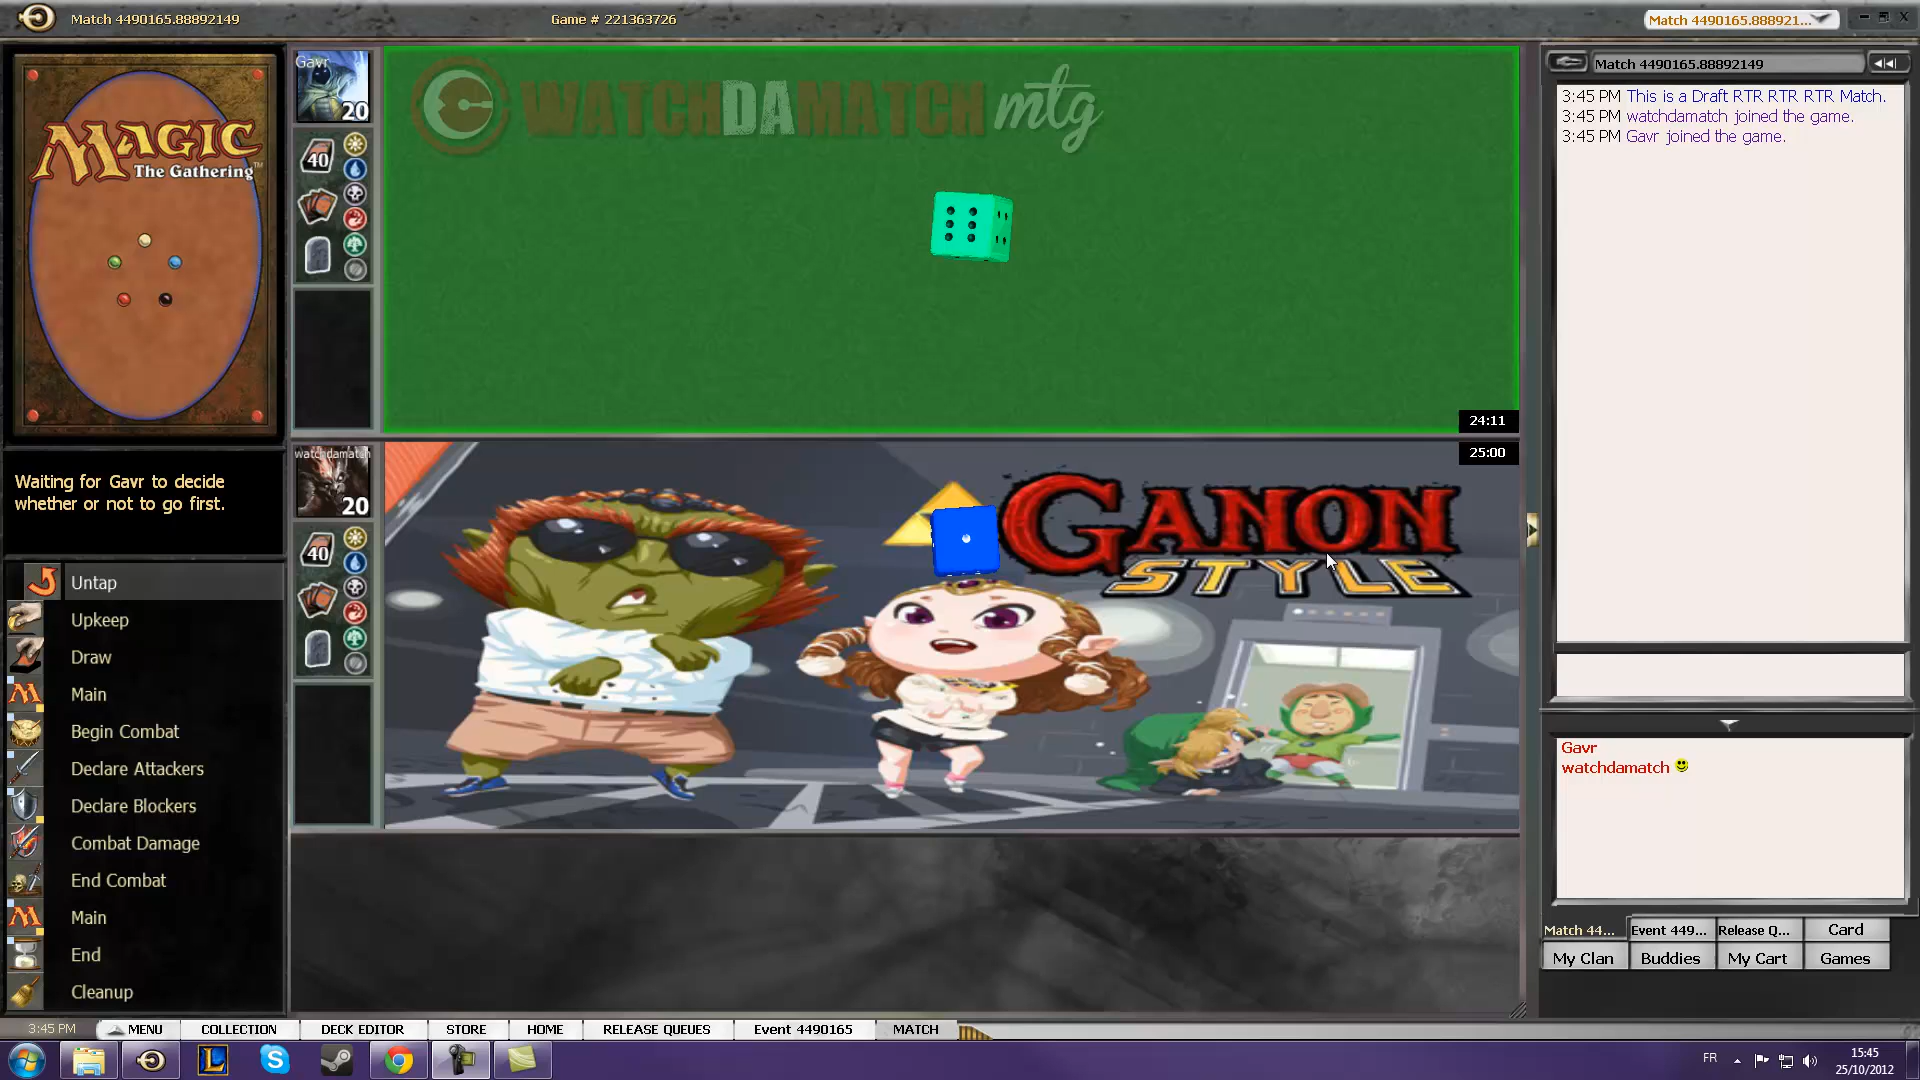 Match 4490165.88892149
Game # 221363726
Match 4490165.888921...
MAGIC
The Gathering™
Gavr
20
40
WATCHDAMATCH mtg
24:11
Waiting for Gavr to decide
whether or not to go first.
watchdamatch
20
40
25:00
GANON
STYLE
Untap
Upkeep
Draw
Main
Begin Combat
Declare Attackers
Declare Blockers
Combat Damage
End Combat
Main
End
Cleanup
Match 4490165.88892149
3:45 PM This is a Draft RTR RTR RTR Match.
3:45 PM watchdamatch joined the game.
3:45 PM Gavr joined the game.
Gavr
watchdamatch
Match 44...
Event 449...
Release Q...
Card
My Clan
Buddies
My Cart
Games
3:45 PM
MENU
COLLECTION
DECK EDITOR
STORE
HOME
RELEASE QUEUES
Event 4490165
MATCH
FR
15:45
25/10/2012